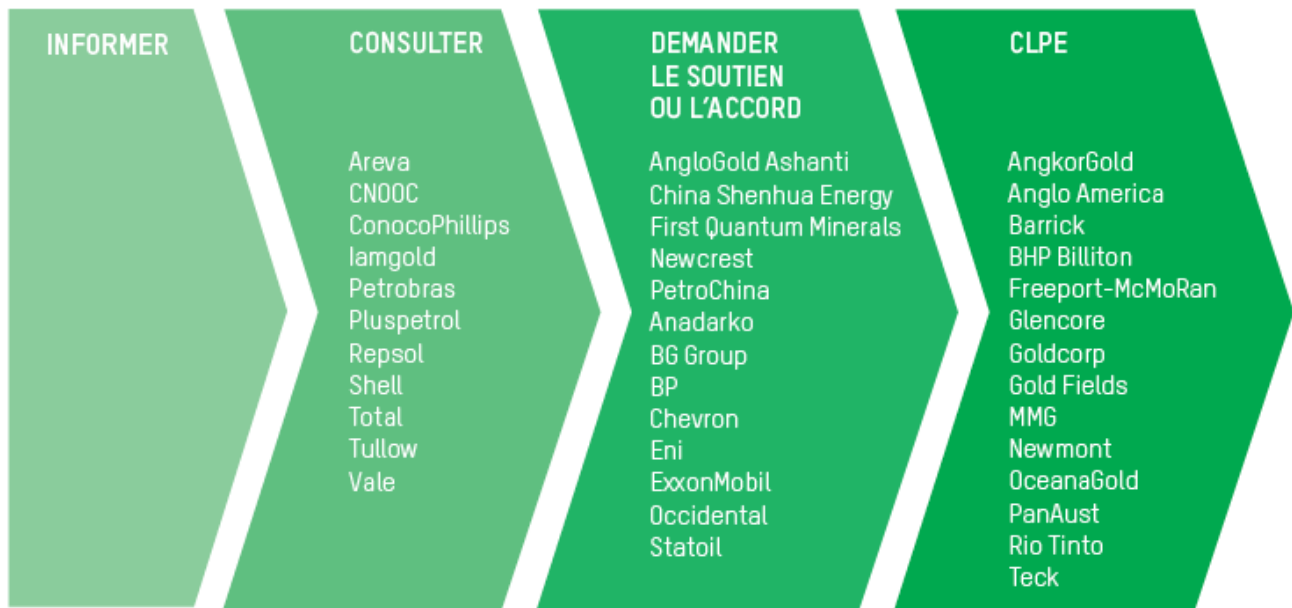 INFORMER
CONSULTER
Areva
CNOOC
ConocoPhillips
Iamgold
Petrobras
Pluspetrol
Repsol
Shell
Total
Tullow
Vale
DEMANDER
LE SOUTIEN
OU L'ACCORD
AngloGold Ashanti
China Shenhua Energy
First Quantum Minerals
Newcrest
PetroChina
Anadarko
BG Group
BP
Chevron
Eni
ExxonMobil
Occidental
Statoil
CLPE
AngkorGold
Anglo America
Barrick
BHP Billiton
Freeport-McMoRan
Glencore
Goldcorp
Gold Fields
MMG
Newmont
OceanaGold
PanAust
Rio Tinto
Teck